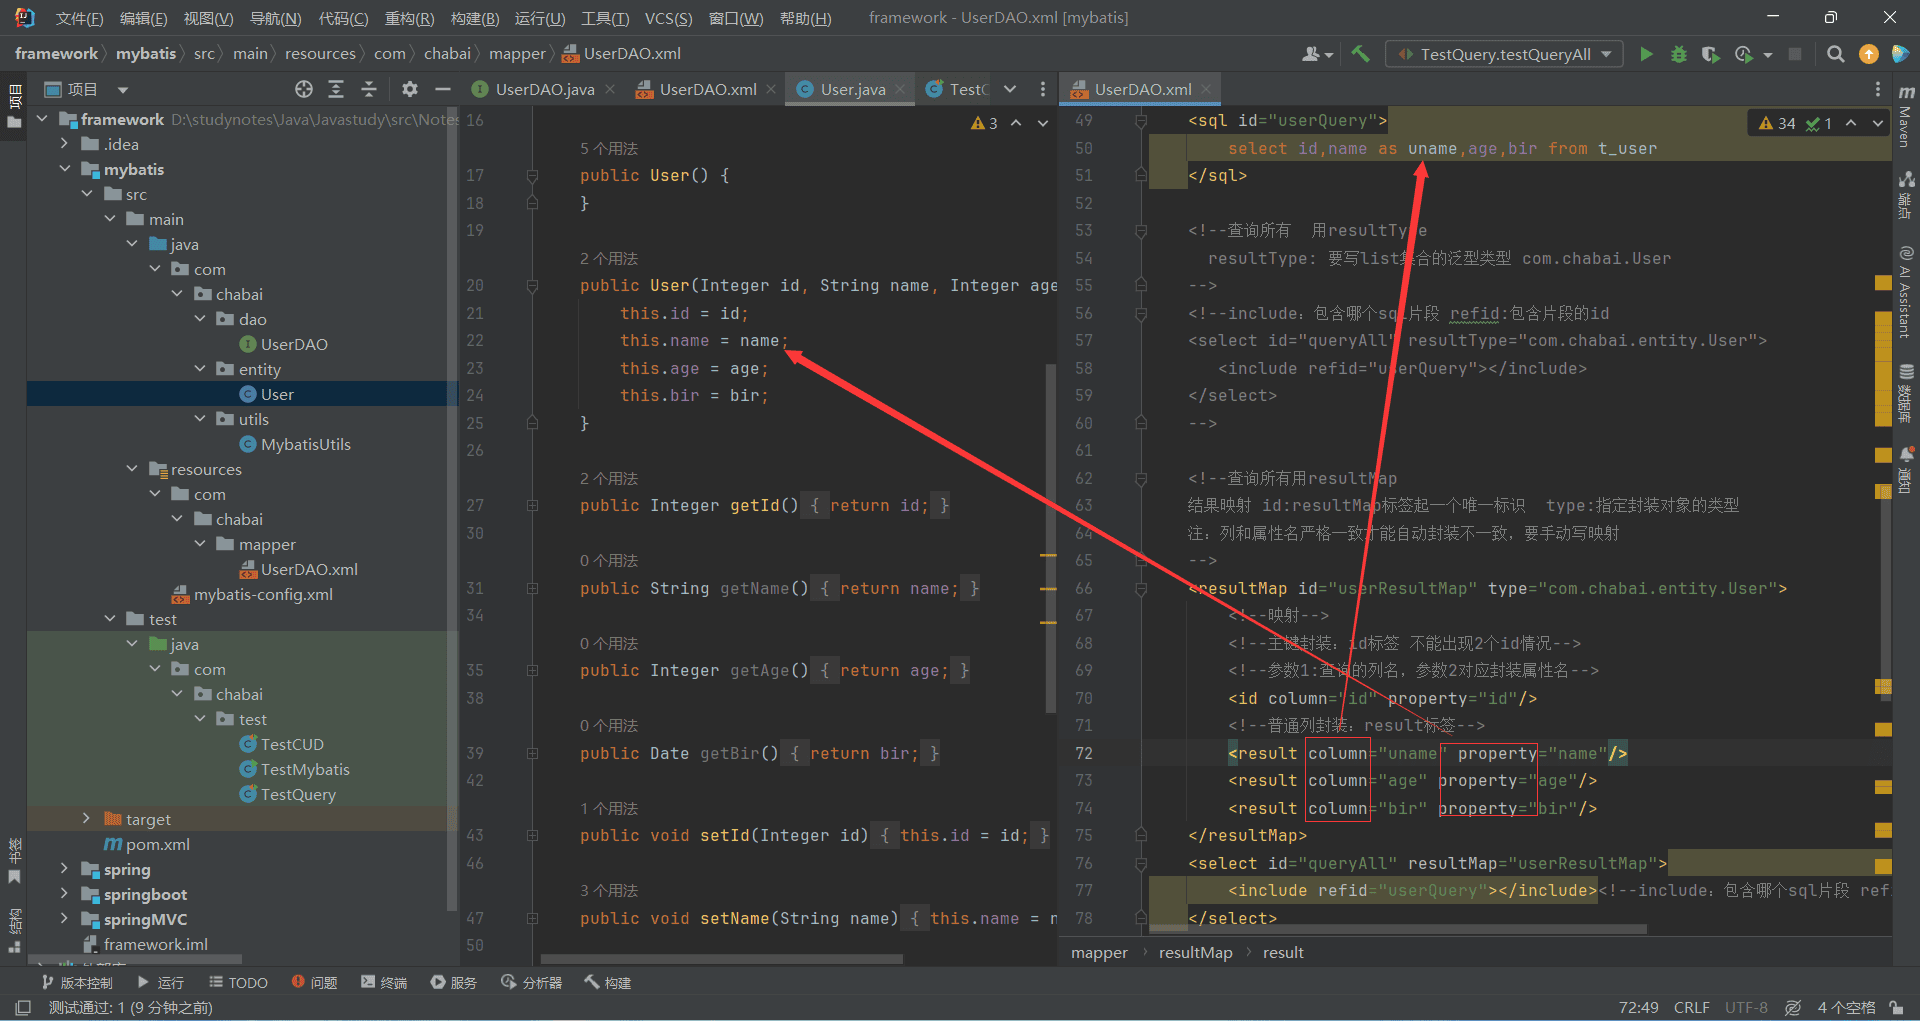 文件(F) 编辑(E) 视图(V) 导航(N) 代码(C) 重构(R) 构建(B) 运行(U) 工具(T) VCS(S) 窗口(W) 帮助(H) framework - UserDAO.xml [mybatis]
framework mybatis src main resources com chabai mapper UserDAO.xml
TestQuery.testQueryAll
项目
项目
framework D:\studynotes\Java\Javastudy\src\Notes
.idea
mybatis
src
main
java
com
chabai
dao
UserDAO
entity
User
utils
MybatisUtils
resources
com
chabai
mapper
UserDAO.xml
mybatis-config.xml
test
java
com
chabai
test
TestCUD
TestMybatis
TestQuery
target
pom.xml
spring
springboot
springMVC
framework.iml
书签
结构
UserDAO.java UserDAO.xml User.java Test
3
16
5 个用法
17 public User() {
18 }
19
2 个用法
20 public User(Integer id, String name, Integer age
21 this.id = id;
22 this.name = name;
23 this.age = age;
24 this.bir = bir;
25 }
26
2 个用法
27 public Integer getId() { return id; }
30
0 个用法
31 public String getName() { return name; }
34
0 个用法
35 public Integer getAge() { return age; }
38
0 个用法
39 public Date getBir() { return bir; }
42
1 个用法
43 public void setId(Integer id) { this.id = id; }
46
3 个用法
47 public void setName(String name) { this.name = n
50
UserDAO.xml
34 1
49 <sql id="userQuery">
50 select id,name as uname,age,bir from t_user
51 </sql>
52
53 <!--查询所有 用resultType
54 resultType: 要写list集合的泛型类型 com.chabai.User
55 -->
56 <!--include：包含哪个sql片段 refid:包含片段的id
57 <select id="queryAll" resultType="com.chabai.entity.User">
58 <include refid="userQuery"></include>
59 </select>
60 -->
61
62 <!--查询所有用resultMap
63 结果映射 id:resultMap标签起一个唯一标识 type:指定封装对象的类型
64 注：列和属性名严格一致才能自动封装不一致，要手动写映射
65 -->
66 <resultMap id="userResultMap" type="com.chabai.entity.User">
67 <!--映射-->
68 <!--主键封装：id标签 不能出现2个id情况-->
69 <!--参数1:查询的列名，参数2对应封装属性名-->
70 <id column="id" property="id"/>
71 <!--普通列封装：result标签-->
72 <result column="uname" property="name"/>
73 <result column="age" property="age"/>
74 <result column="bir" property="bir"/>
75 </resultMap>
76 <select id="queryAll" resultMap="userResultMap">
77 <include refid="userQuery"></include><!--include：包含哪个sql片段 ref
78 </select>
mapper resultMap result
m Maven
端点
AI Assistant
数据库
通知
版本控制 运行 TODO 问题 终端 服务 分析器 构建
测试通过: 1 (9 分钟之前)
72:49 CRLF UTF-8 4 个空格